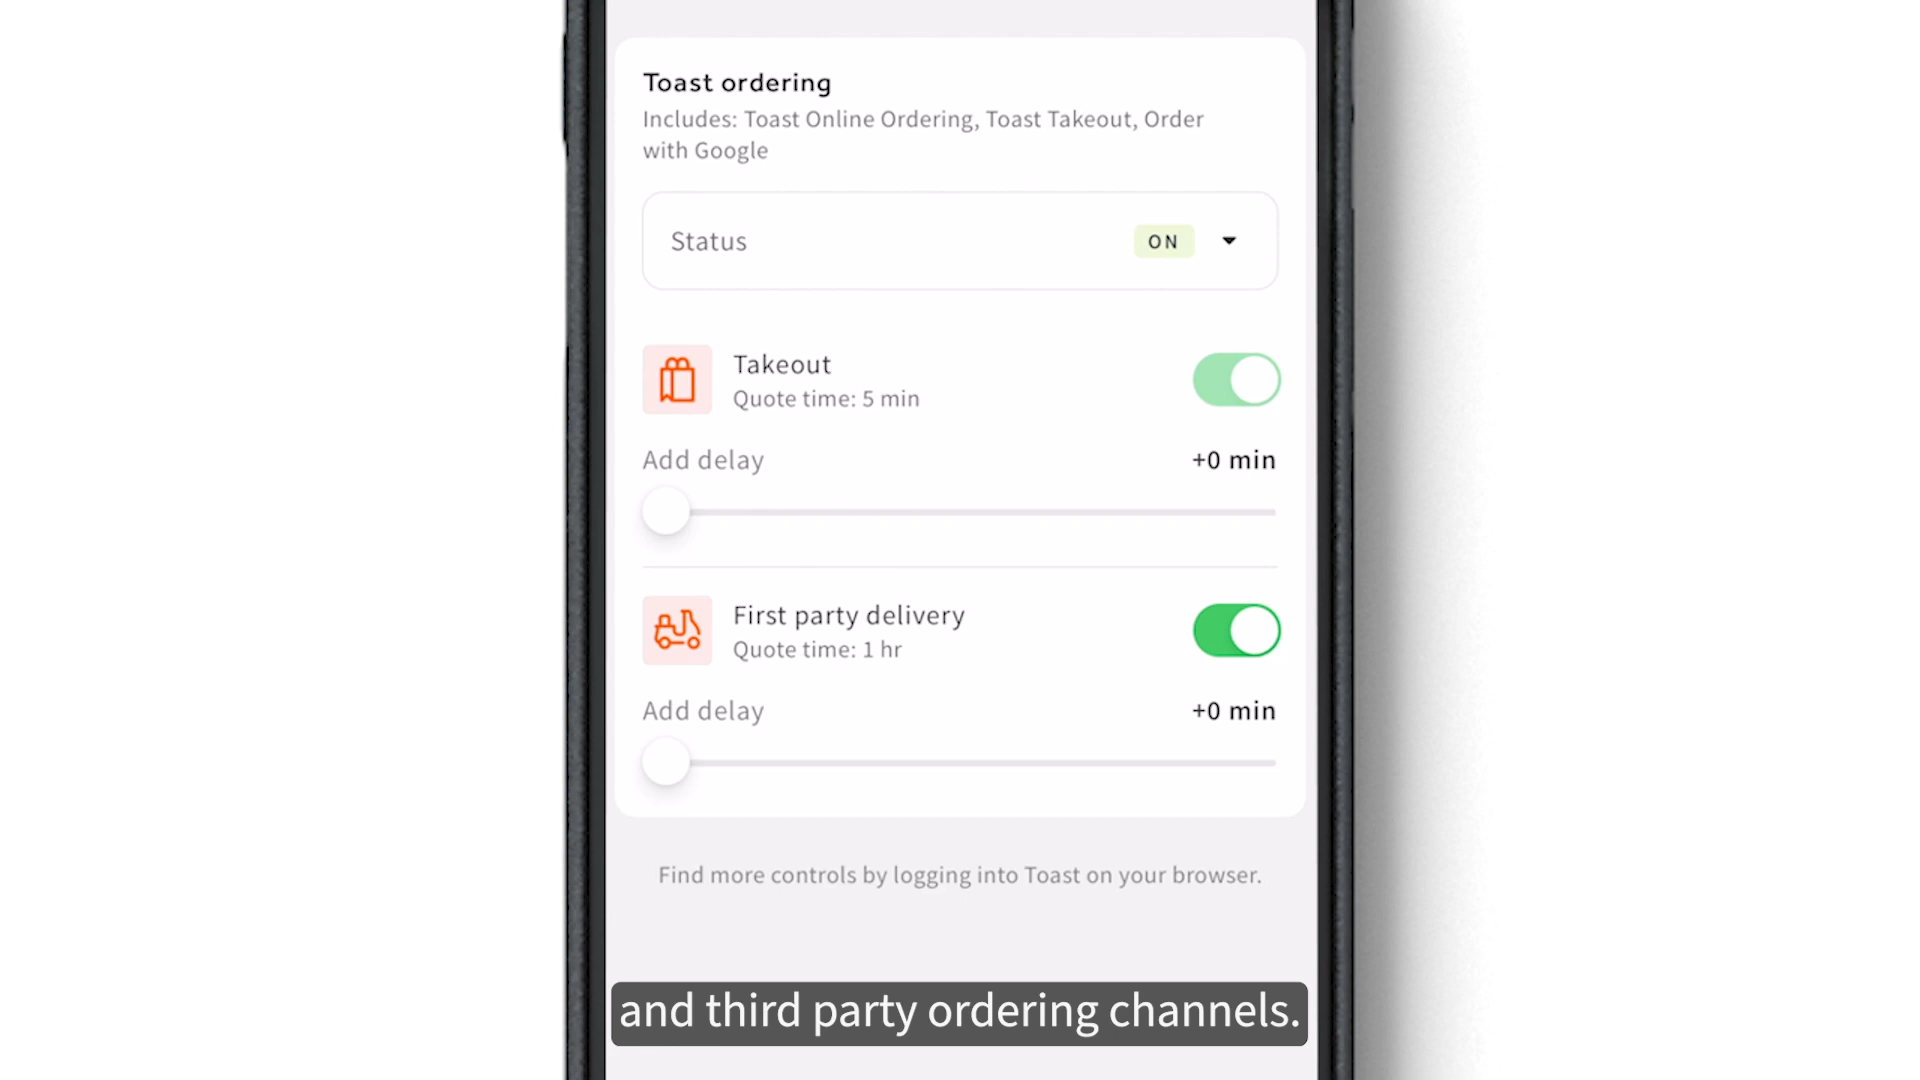 Toast ordering
Includes: Toast Online Ordering, Toast Takeout, Order
with Google
Status ON
Takeout
Quote time: 5 min
Add delay +0 min
First party delivery
Quote time: 1 hr
Add delay +0 min
Find more controls by logging into Toast on your browser.
and third party ordering channels.